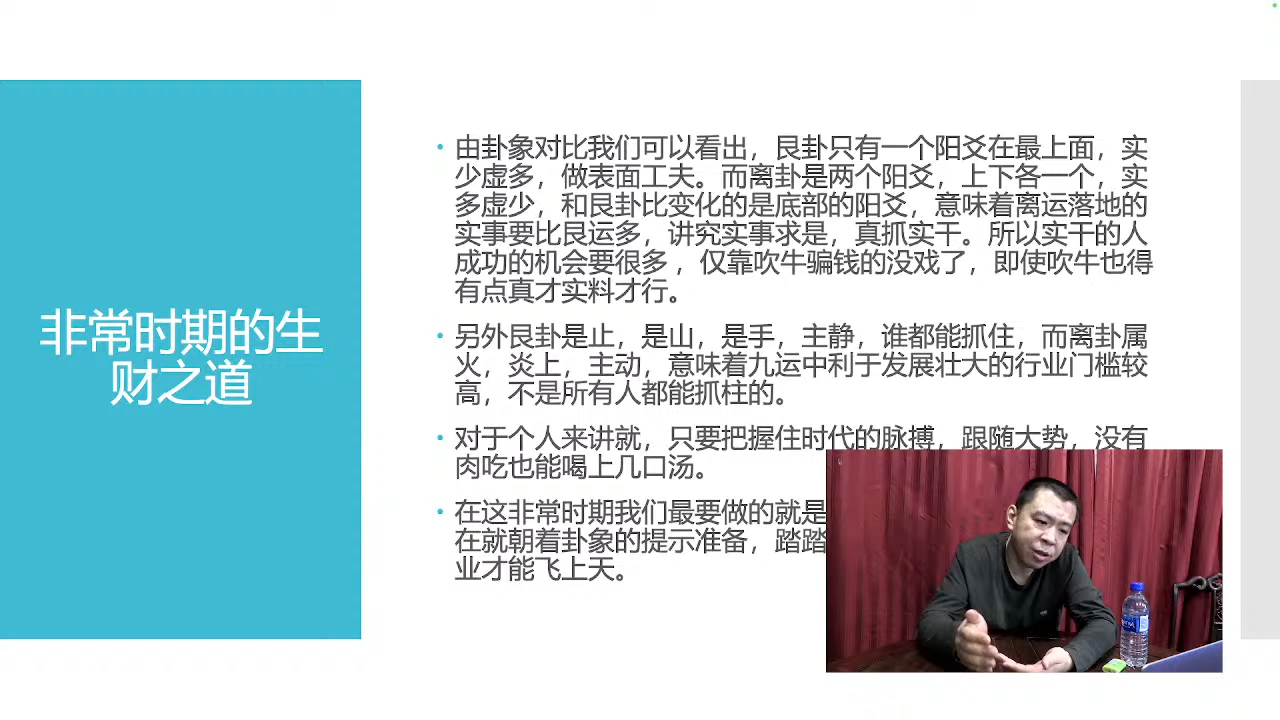 非常时期的生
财之道
• 由卦象对比我们可以看出，艮卦只有一个阳爻在最上面，实
少虚多，做表面工夫。而离卦是两个阳爻，上下各一个，实
多虚少，和艮卦比变化的是底部的阳爻，意味着离运落地的
实事要比艮运多，讲究实事求是，真抓实干。所以实干的人
成功的机会要很多 ，仅靠吹牛骗钱的没戏了，即使吹牛也得
有点真才实料才行。
• 另外艮卦是止，是山，是手，主静，谁都能抓住，而离卦属
火，炎上，主动，意味着九运中利于发展壮大的行业门槛较
高，不是所有人都能抓柱的。
• 对于个人来讲就，只要把握住时代的脉搏，跟随大势，没有
肉吃也能喝上几口汤。
• 在这非常时期我们最要做的就是
在就朝着卦象的提示准备，踏踏
业才能飞上天。